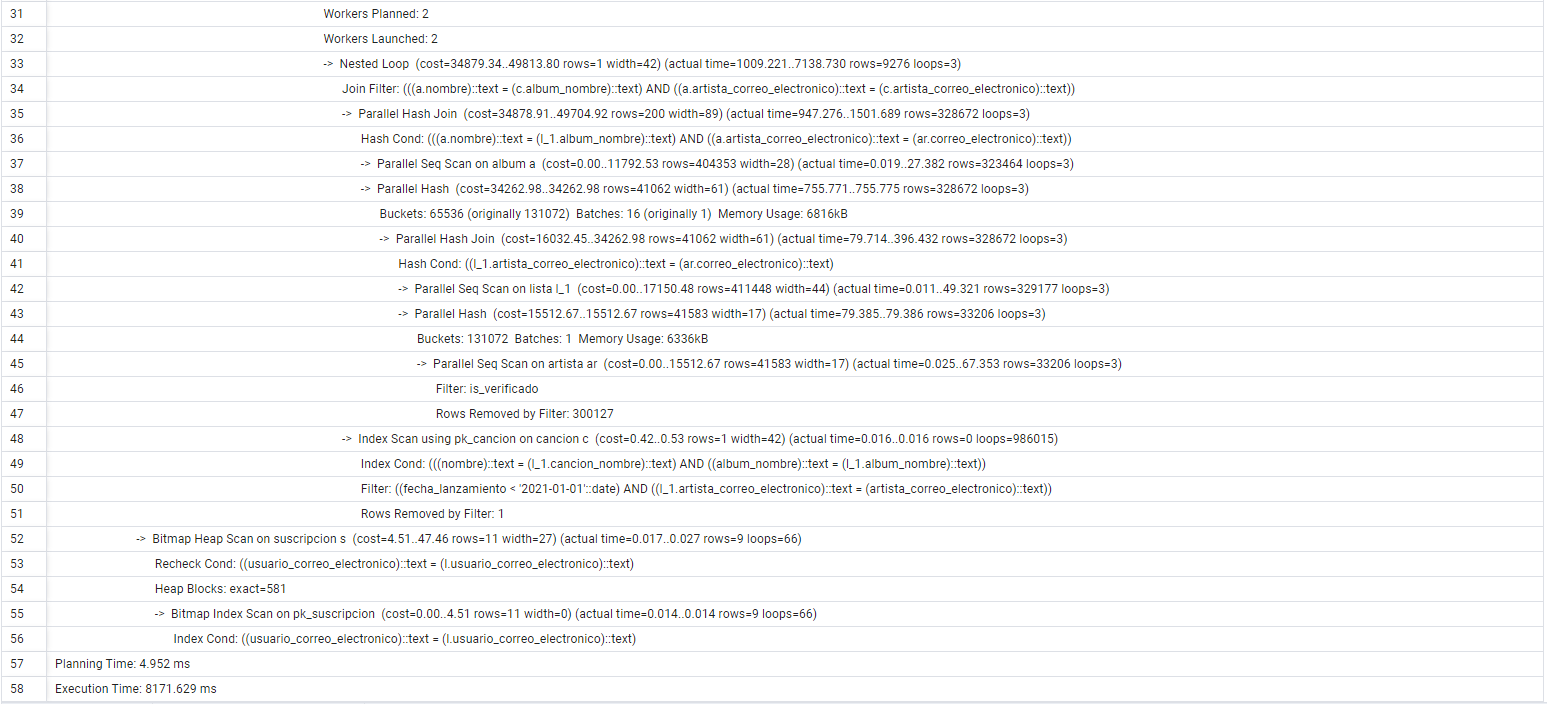 31 Workers Planned: 2
32 Workers Launched: 2
33 -> Nested Loop (cost=34879.34..49813.80 rows=1 width=42) (actual time=1009.221..7138.730 rows=9276 loops=3)
34 Join Filter: (((a.nombre)::text = (c.album_nombre)::text) AND ((a.artista_correo_electronico)::text = (c.artista_correo_electronico)::text))
35 -> Parallel Hash Join (cost=34878.91..49704.92 rows=200 width=89) (actual time=947.276..1501.689 rows=328672 loops=3)
36 Hash Cond: (((a.nombre)::text = (l_1.album_nombre)::text) AND ((a.artista_correo_electronico)::text = (ar.correo_electronico)::text))
37 -> Parallel Seq Scan on album a (cost=0.00..11792.53 rows=404353 width=28) (actual time=0.019..27.382 rows=323464 loops=3)
38 -> Parallel Hash (cost=34262.98..34262.98 rows=41062 width=61) (actual time=755.771..755.775 rows=328672 loops=3)
39 Buckets: 65536 (originally 131072) Batches: 16 (originally 1) Memory Usage: 6816kB
40 -> Parallel Hash Join (cost=16032.45..34262.98 rows=41062 width=61) (actual time=79.714..396.432 rows=328672 loops=3)
41 Hash Cond: ((l_1.artista_correo_electronico)::text = (ar.correo_electronico)::text)
42 -> Parallel Seq Scan on lista l_1 (cost=0.00..17150.48 rows=411448 width=44) (actual time=0.011..49.321 rows=329177 loops=3)
43 -> Parallel Hash (cost=15512.67..15512.67 rows=41583 width=17) (actual time=79.385..79.386 rows=33206 loops=3)
44 Buckets: 131072 Batches: 1 Memory Usage: 6336kB
45 -> Parallel Seq Scan on artista ar (cost=0.00..15512.67 rows=41583 width=17) (actual time=0.025..67.353 rows=33206 loops=3)
46 Filter: is_verificado
47 Rows Removed by Filter: 300127
48 -> Index Scan using pk_cancion on cancion c (cost=0.42..0.53 rows=1 width=42) (actual time=0.016..0.016 rows=0 loops=986015)
49 Index Cond: (((nombre)::text = (l_1.cancion_nombre)::text) AND ((album_nombre)::text = (l_1.album_nombre)::text))
50 Filter: ((fecha_lanzamiento < '2021-01-01'::date) AND ((l_1.artista_correo_electronico)::text = (artista_correo_electronico)::text))
51 Rows Removed by Filter: 1
52 -> Bitmap Heap Scan on suscripcion s (cost=4.51..47.46 rows=11 width=27) (actual time=0.017..0.027 rows=9 loops=66)
53 Recheck Cond: ((usuario_correo_electronico)::text = (l.usuario_correo_electronico)::text)
54 Heap Blocks: exact=581
55 -> Bitmap Index Scan on pk_suscripcion (cost=0.00..4.51 rows=11 width=0) (actual time=0.014..0.014 rows=9 loops=66)
56 Index Cond: ((usuario_correo_electronico)::text = (l.usuario_correo_electronico)::text)
57 Planning Time: 4.952 ms
58 Execution Time: 8171.629 ms